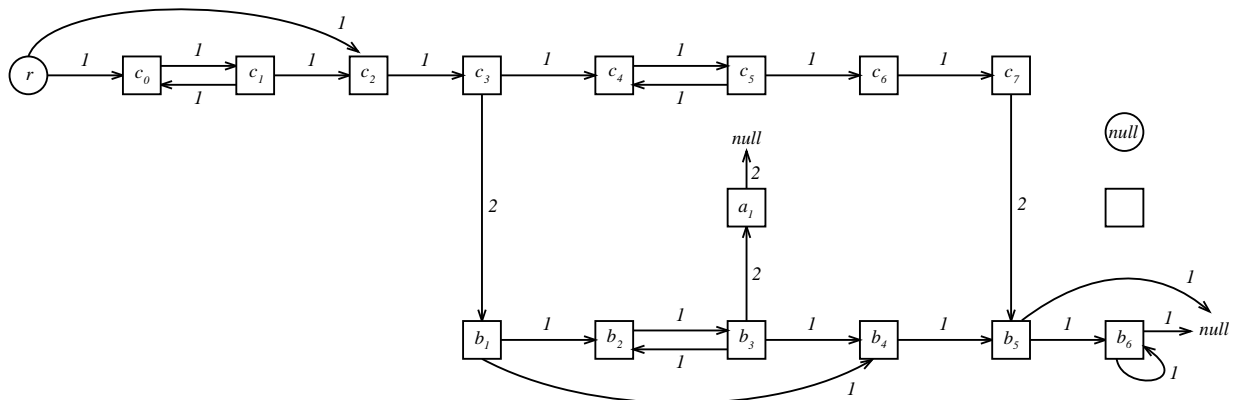 1
1 1 1 1 1 1 1 1
r c₀ c₁ c₂ c₃ c₄ c₅ c₆ c₇
1 1
null null
2
2 a₁ 2
2
1
1 1 1 1 1 1 null
b₁ b₂ b₃ b₄ b₅ b₆
1
1 1